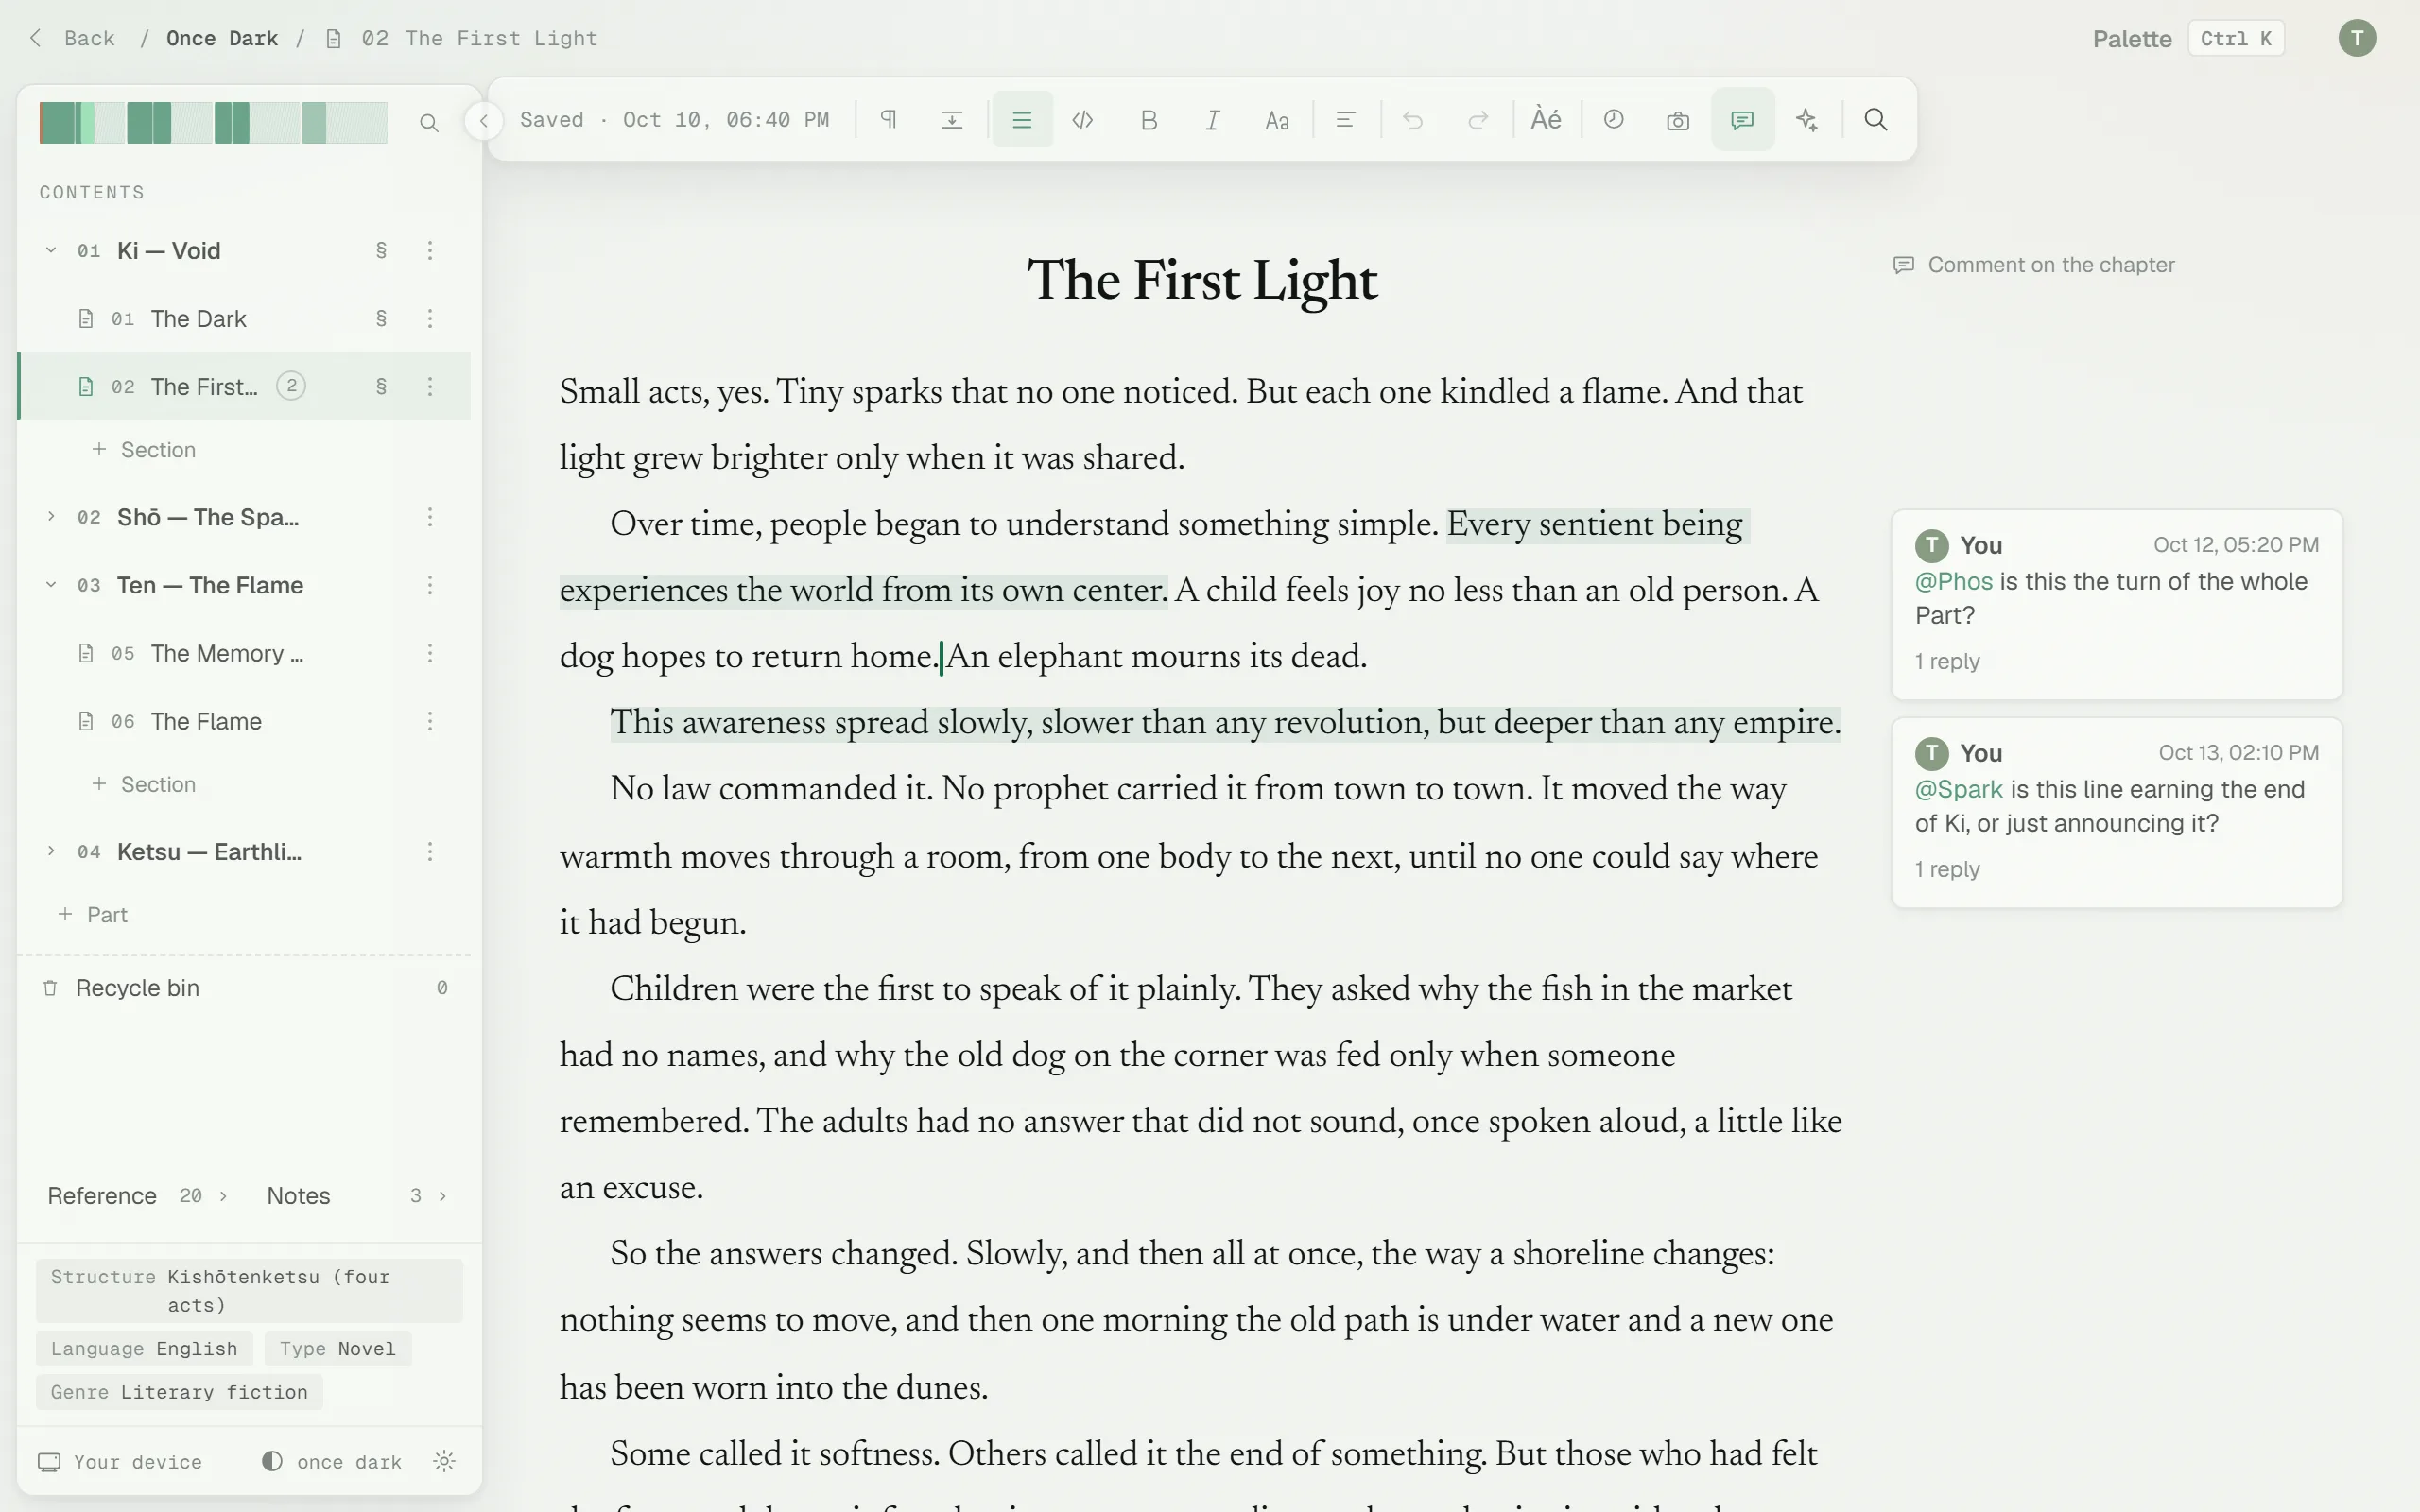 Back / Once Dark / 02 The First Light
Palette Ctrl K T
Saved · Oct 10, 06:40 PM ¶ B I Aa Àé
CONTENTS
01 Ki — Void §
01 The Dark §
02 The First... 2 §
+ Section
02 Shō — The Spa...
03 Ten — The Flame
05 The Memory ...
06 The Flame
+ Section
04 Ketsu — Earthli...
+ Part
Recycle bin 0
Reference 20 Notes 3
Structure Kishōtenketsu (four
acts)
Language English Type Novel
Genre Literary fiction
Your device once dark
The First Light
Small acts, yes. Tiny sparks that no one noticed. But each one kindled a flame. And that
light grew brighter only when it was shared.
Over time, people began to understand something simple. Every sentient being
experiences the world from its own center. A child feels joy no less than an old person. A
dog hopes to return home. An elephant mourns its dead.
This awareness spread slowly, slower than any revolution, but deeper than any empire.
No law commanded it. No prophet carried it from town to town. It moved the way
warmth moves through a room, from one body to the next, until no one could say where
it had begun.
Children were the first to speak of it plainly. They asked why the fish in the market
had no names, and why the old dog on the corner was fed only when someone
remembered. The adults had no answer that did not sound, once spoken aloud, a little like
an excuse.
So the answers changed. Slowly, and then all at once, the way a shoreline changes:
nothing seems to move, and then one morning the old path is under water and a new one
has been worn into the dunes.
Some called it softness. Others called it the end of something. But those who had felt
Comment on the chapter
T You Oct 12, 05:20 PM
@Phos is this the turn of the whole
Part?
1 reply
T You Oct 13, 02:10 PM
@Spark is this line earning the end
of Ki, or just announcing it?
1 reply